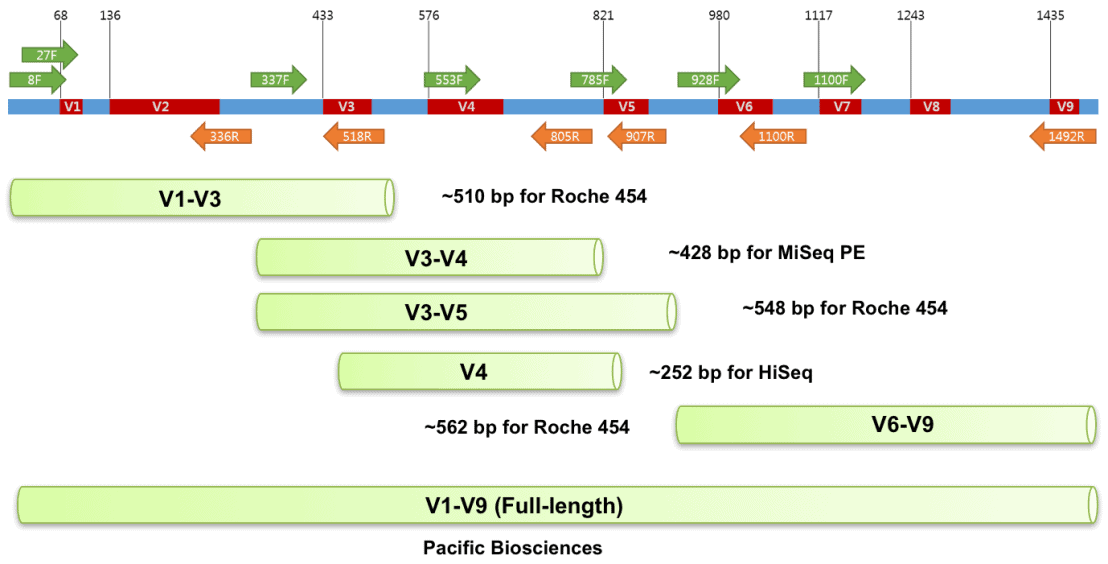 68 136 433 576 821 980 1117 1243 1435
27F
8F 337F 553F 785F 928F 1100F
V1 V2 V3 V4 V5 V6 V7 V8 V9
336R 518R 805R 907R 1100R 1492R
V1-V3 ~510 bp for Roche 454
V3-V4 ~428 bp for MiSeq PE
V3-V5 ~548 bp for Roche 454
V4 ~252 bp for HiSeq
~562 bp for Roche 454 V6-V9
V1-V9 (Full-length)
Pacific Biosciences